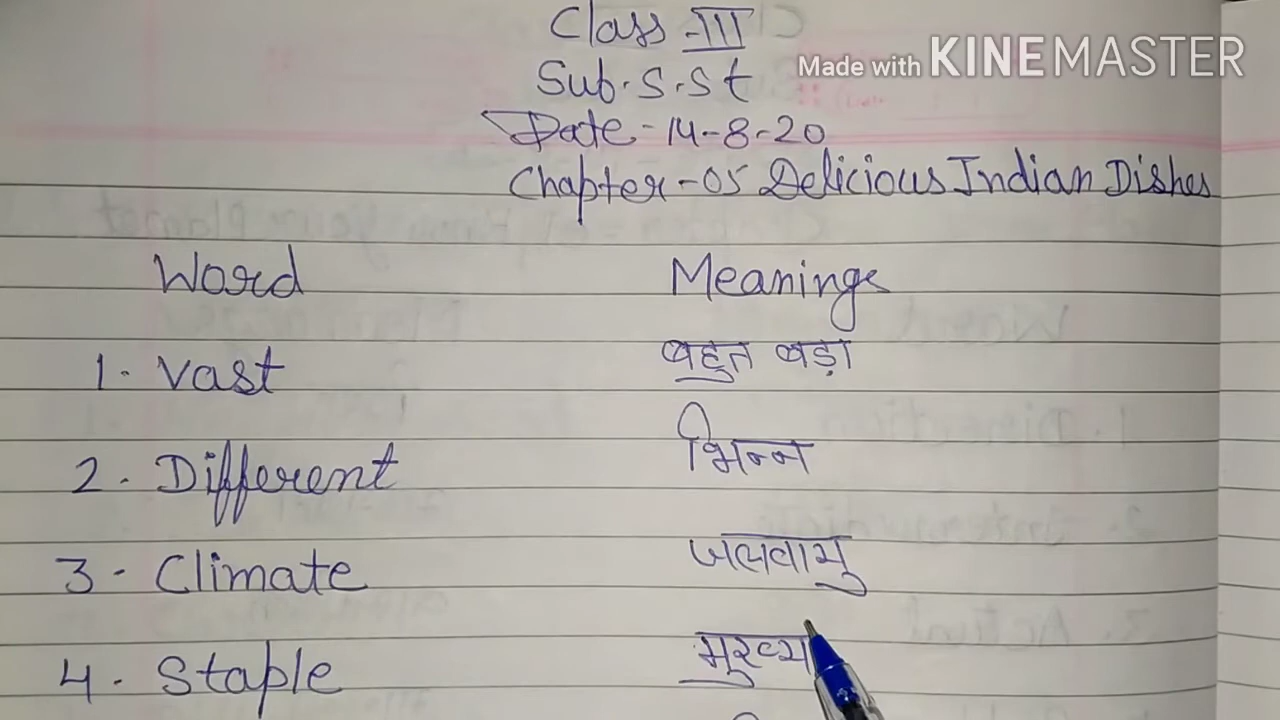 Class - III
Made with KINEMASTER
Sub. S. St
Date - 14-8-20
Chapter - 05 Delicious Indian Dishes
Word Meanings
1. Vast बहुत बड़ा
2. Different भिन्न
3. Climate जलवायु
4. Staple मुख्य